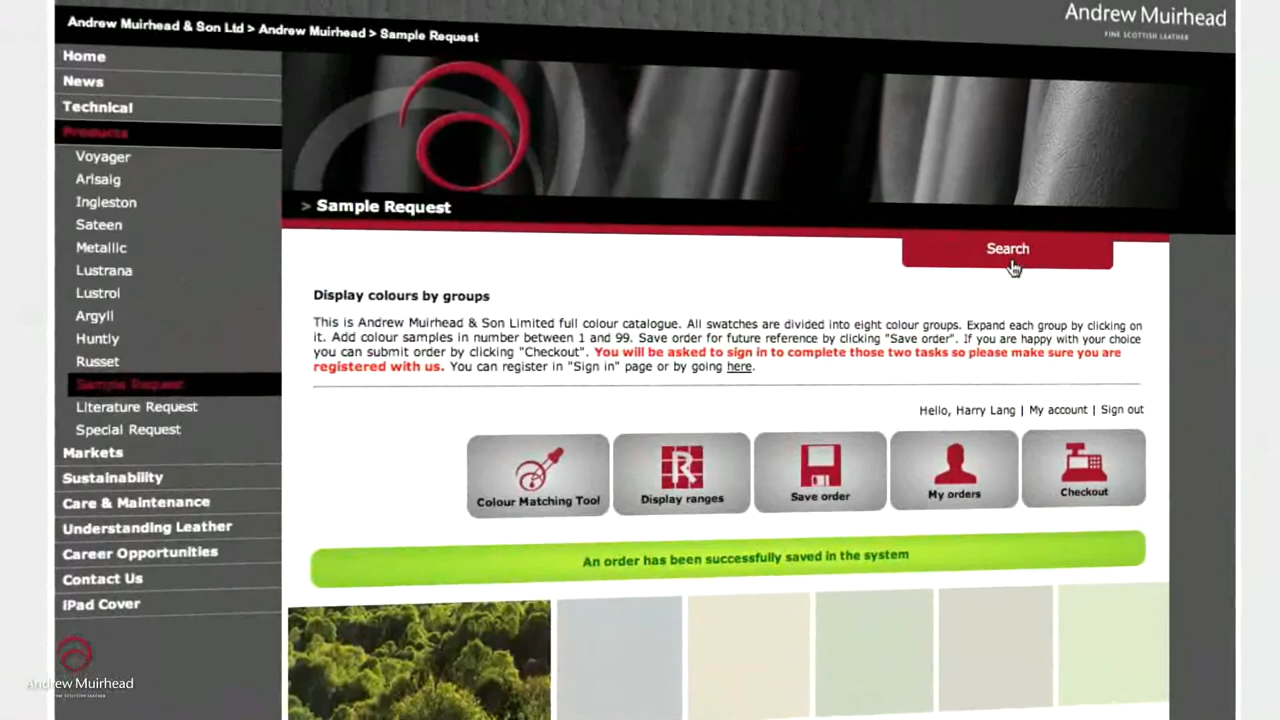 Andrew Muirhead & Son Ltd > Andrew Muirhead > Sample Request
Andrew Muirhead
FINE SCOTTISH LEATHER
Home
News
Technical
Products
Voyager
Arisaig
Ingleston
Sateen
Metallic
Lustrana
Lustrol
Argyll
Huntly
Russet
Sample Request
Literature Request
Special Request
Markets
Sustainability
Care & Maintenance
Understanding Leather
Career Opportunities
Contact Us
iPad Cover
Andrew Muirhead
FINE SCOTTISH LEATHER
> Sample Request
Search
Display colours by groups
This is Andrew Muirhead & Son Limited full colour catalogue. All swatches are divided into eight colour groups. Expand each group by clicking on
it. Add colour samples in number between 1 and 99. Save order for future reference by clicking "Save order". If you are happy with your choice
you can submit order by clicking "Checkout". You will be asked to sign in to complete those two tasks so please make sure you are
registered with us. You can register in "Sign in" page or by going here.
Hello, Harry Lang | My account | Sign out
Colour Matching Tool
Display ranges
Save order
My orders
Checkout
An order has been successfully saved in the system